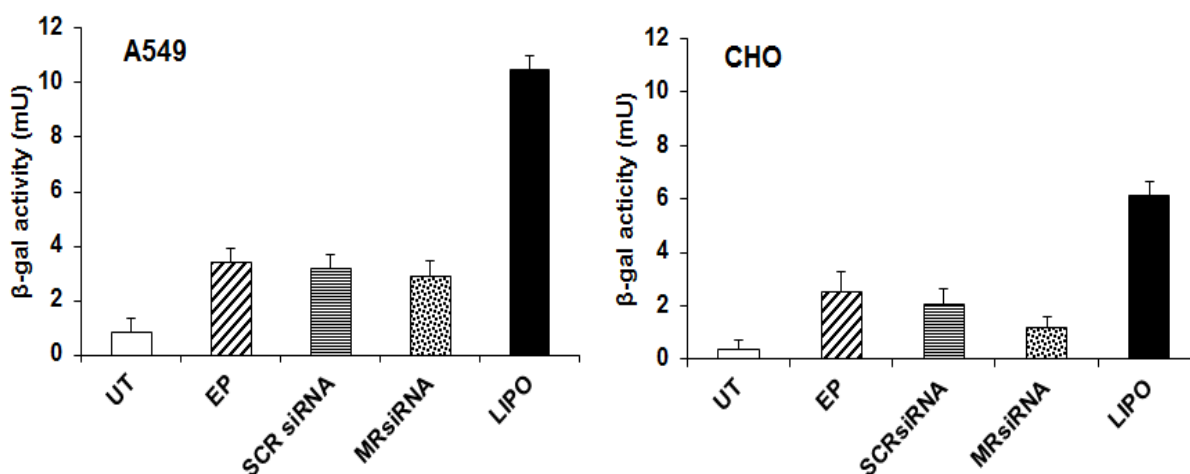 A549
β-gal activity (mU)
12
10
8
6
4
2
0
UT
EP
SCR siRNA
MRsiRNA
LIPO
CHO
β-gal acticity (mU)
12
10
8
6
4
2
0
UT
EP
SCRsiRNA
MRsiRNA
LIPO